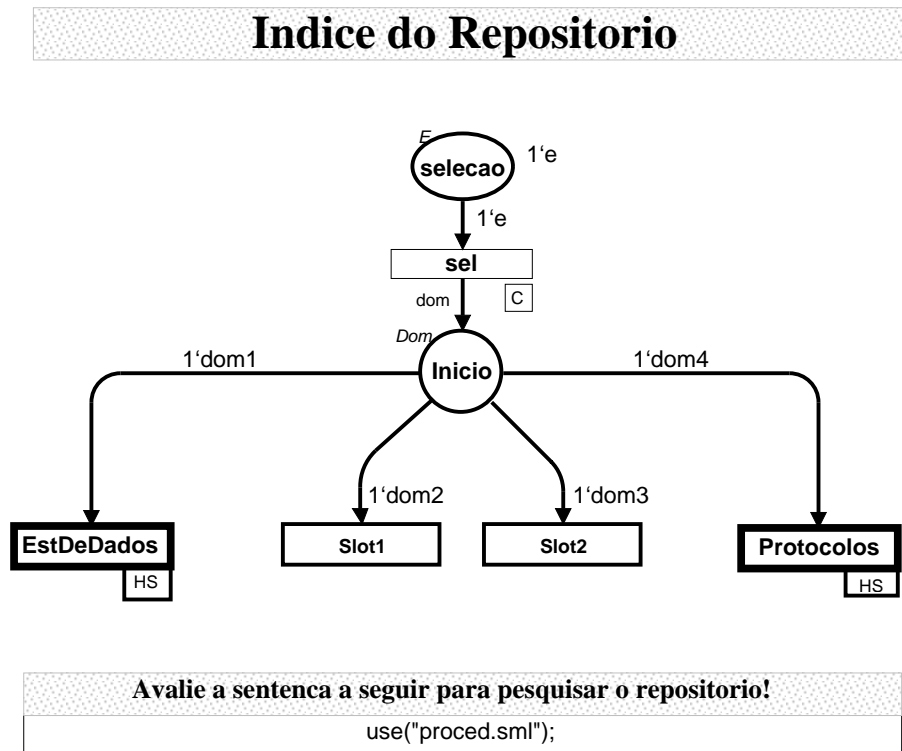 Indice do Repositorio
E
selecao
1‘e
1‘e
sel
dom
C
Dom
Inicio
1‘dom1
1‘dom4
1‘dom2
1‘dom3
EstDeDados
Slot1
Slot2
Protocolos
HS
HS
Avalie a sentenca a seguir para pesquisar o repositorio!
use("proced.sml");